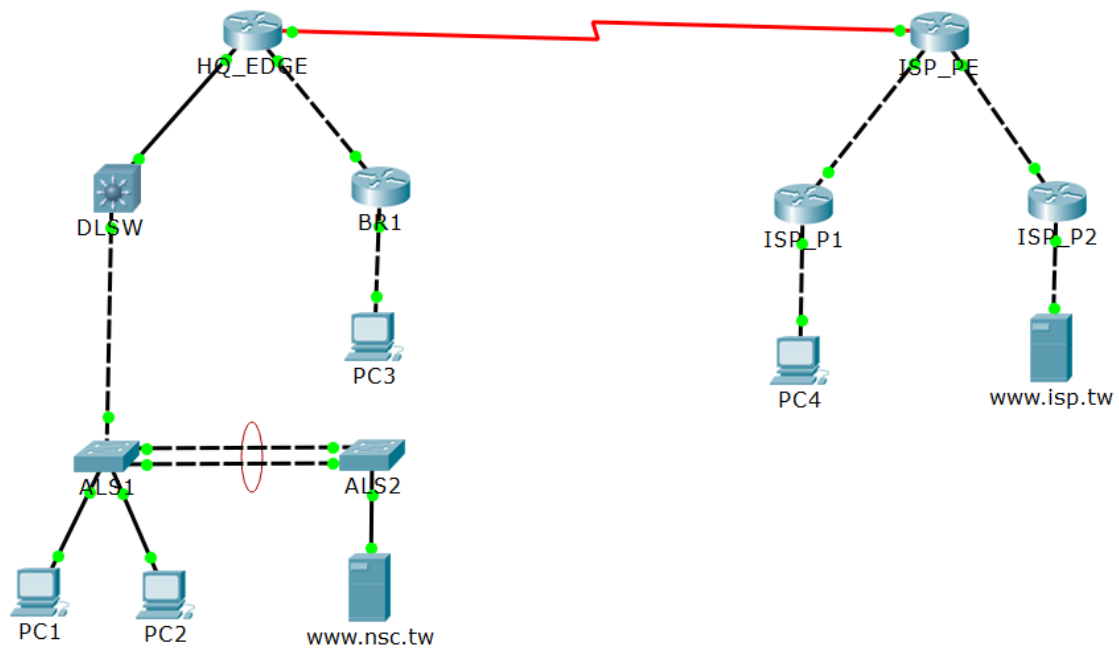 HQ_EDGE
ISP_PE
DLSW
BR1
ISP_P1
ISP_P2
PC3
PC4
www.isp.tw
ALS1
ALS2
PC1
PC2
www.nsc.tw